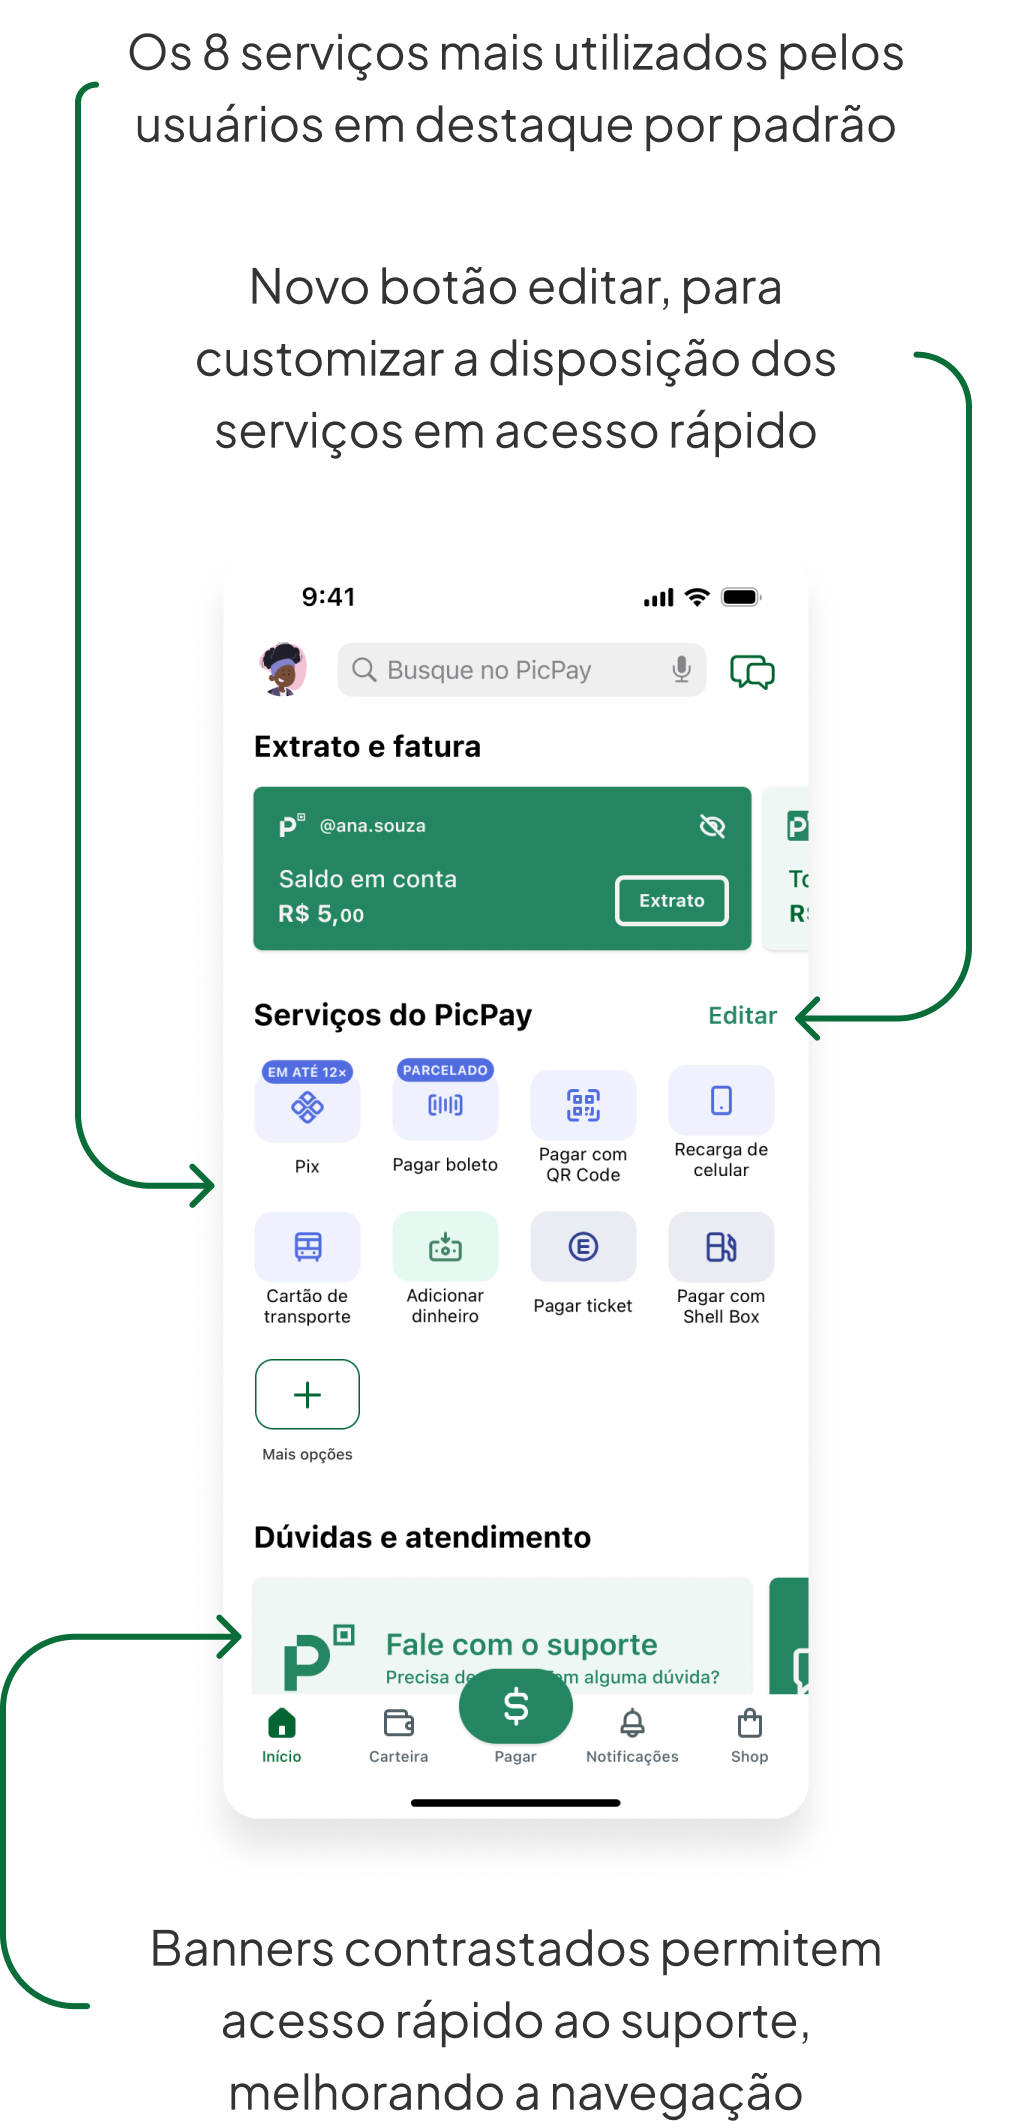 Os 8 serviços mais utilizados pelos
usuários em destaque por padrão
Novo botão editar, para
customizar a disposição dos
serviços em acesso rápido
9:41
Busque no PicPay
Extrato e fatura
@ana.souza
Saldo em conta
R$ 5,00
Extrato
Serviços do PicPay
Editar
EM ATÉ 12x
PARCELADO
Pix
Pagar boleto
Pagar com
QR Code
Recarga de
celular
Cartão de
transporte
Adicionar
dinheiro
Pagar ticket
Pagar com
Shell Box
Mais opções
Dúvidas e atendimento
Fale com o suporte
Precisa de alguma dúvida?
Início
Carteira
Pagar
Notificações
Shop
Banners contrastados permitem
acesso rápido ao suporte,
melhorando a navegação